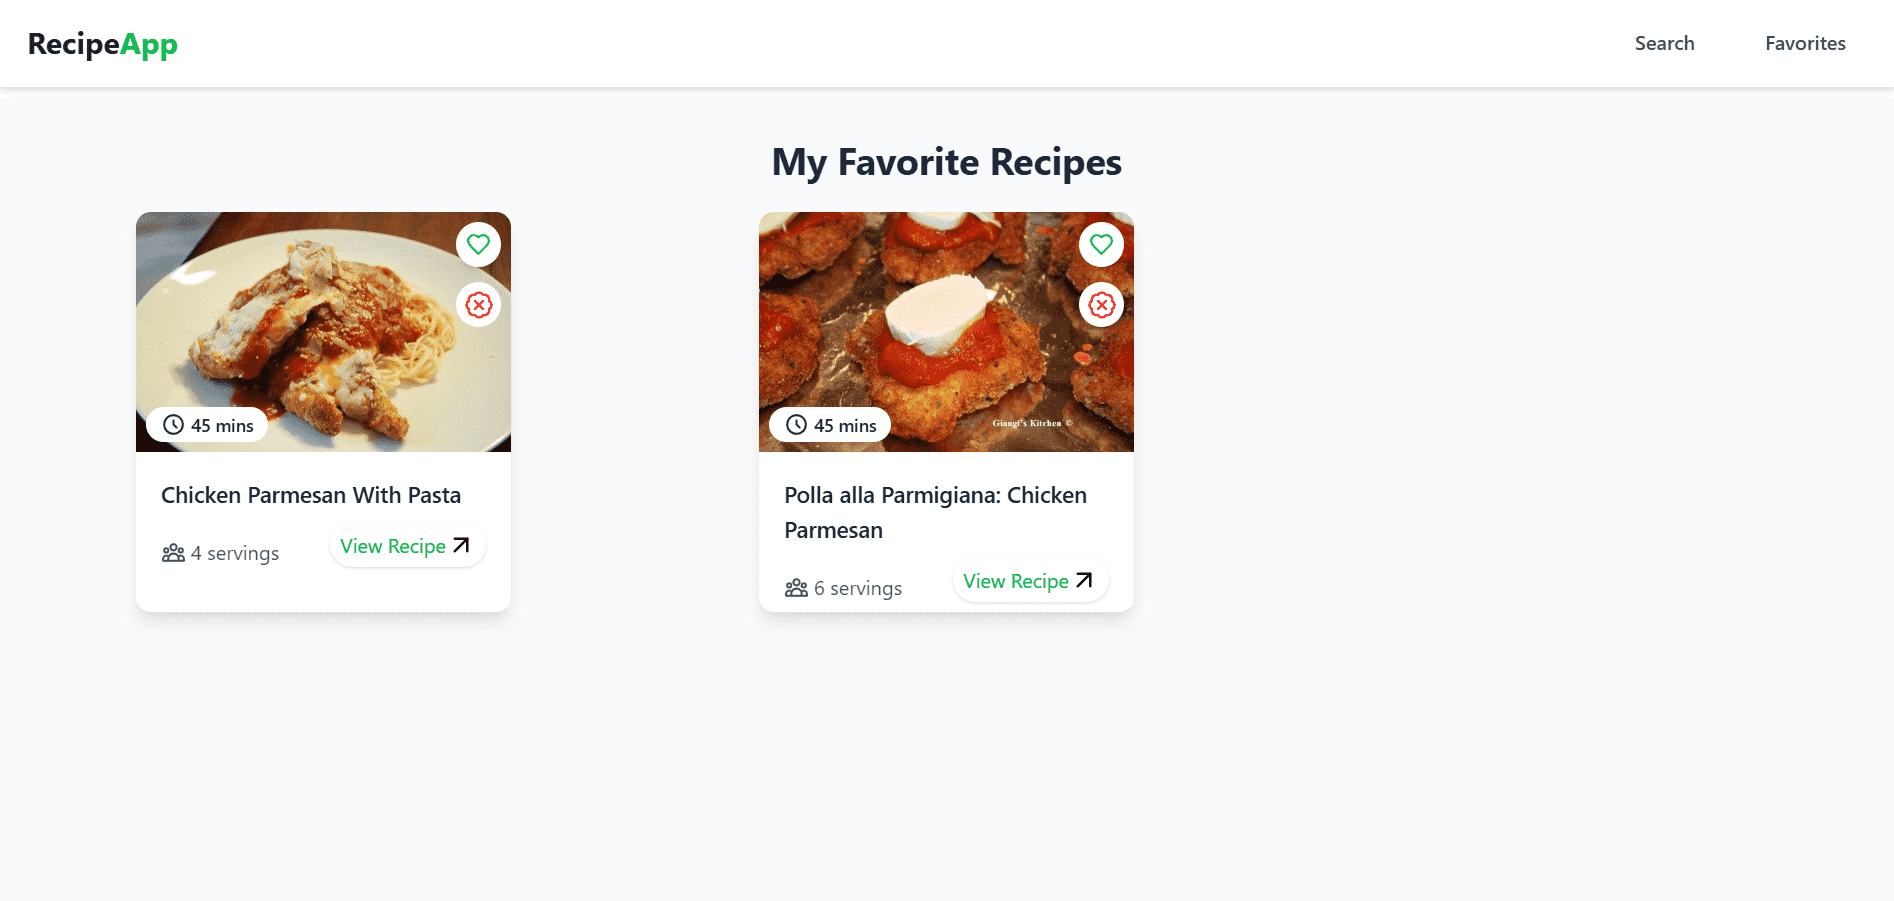 RecipeApp
Search
Favorites
My Favorite Recipes
45 mins
Chicken Parmesan With Pasta
4 servings
View Recipe
Giangi's Kitchen ©
45 mins
Polla alla Parmigiana: Chicken
Parmesan
6 servings
View Recipe